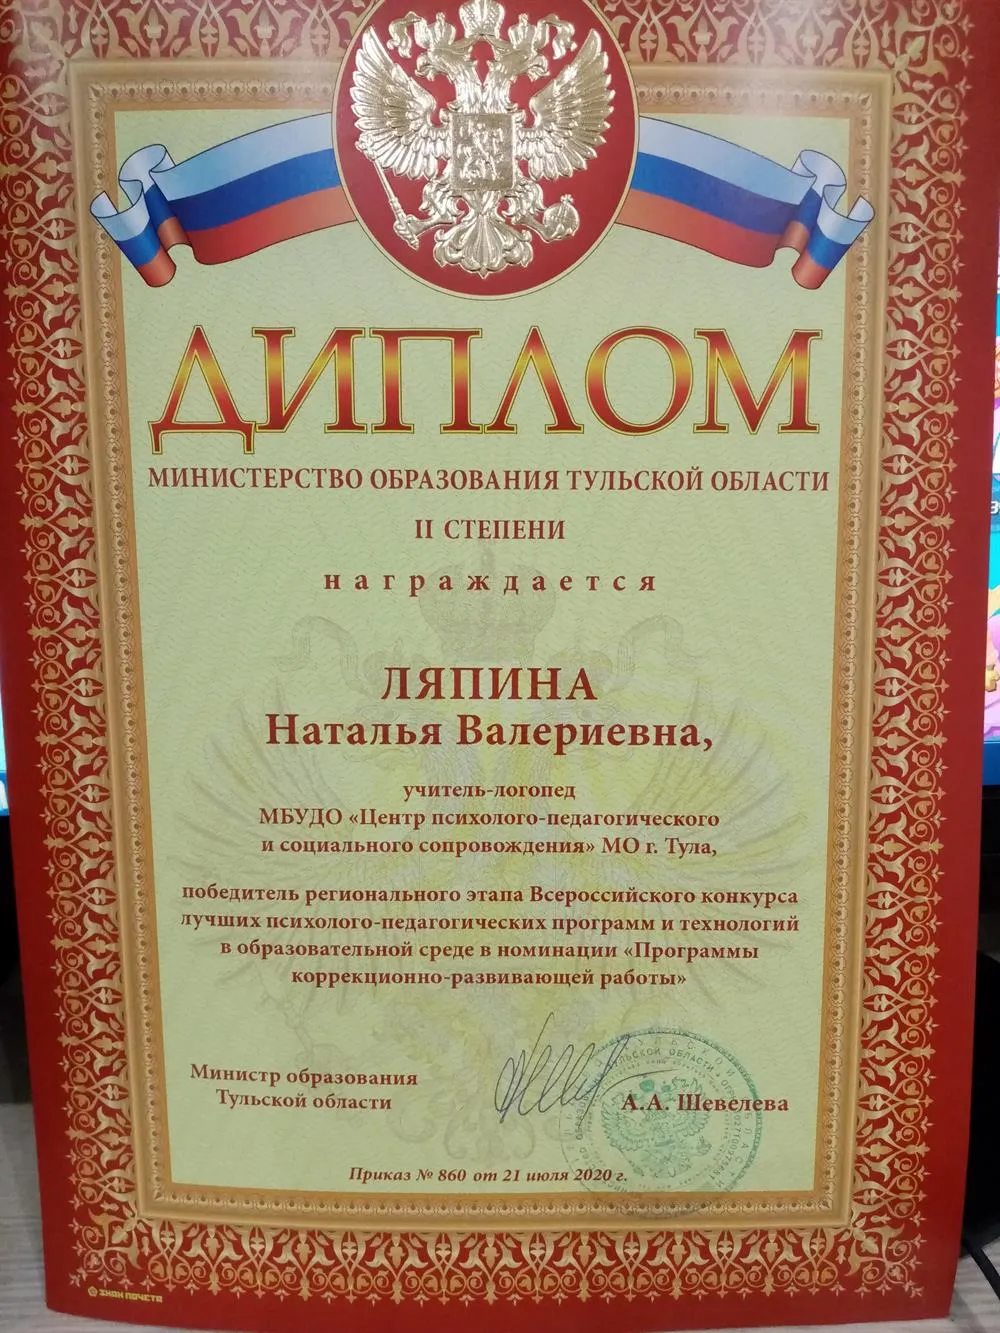 ДИПЛОМ
МИНИСТЕРСТВО ОБРАЗОВАНИЯ ТУЛЬСКОЙ ОБЛАСТИ
II СТЕПЕНИ
награждается
ЛЯПИНА
Наталья Валериевна,
учитель-логопед
МБУДО «Центр психолого-педагогического
и социального сопровождения» МО г. Тула,
победитель регионального этапа Всероссийского конкурса
лучших психолого-педагогических программ и технологий
в образовательной среде в номинации «Программы
коррекционно-развивающей работы»
Министр образования
Тульской области
А.А. Шевелева
Приказ № 860 от 21 июля 2020 г.
ЗНАК ПОЧЕТА